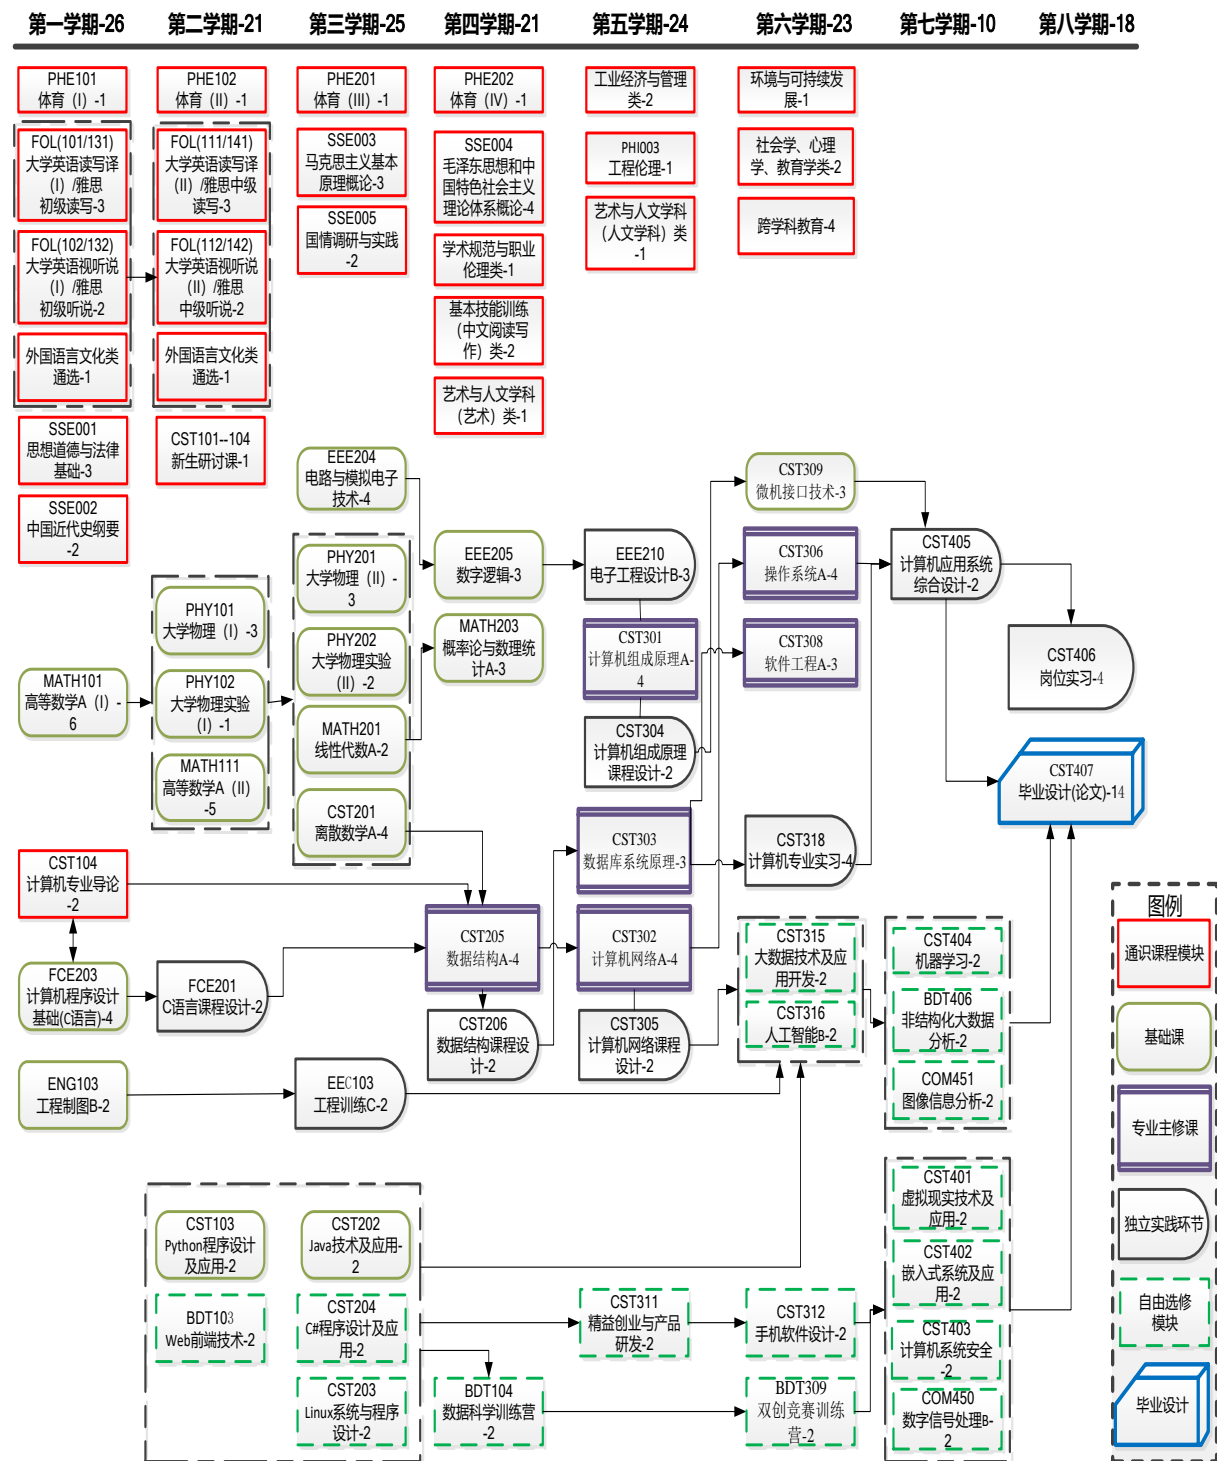 第一学期-26
第二学期-21
第三学期-25
第四学期-21
第五学期-24
第六学期-23
第七学期-10
第八学期-18
PHE101
体育（I）-1
PHE102
体育（II）-1
PHE201
体育（III）-1
PHE202
体育（IV）-1
工业经济与管理
类-2
环境与可持续发
展-1
FOL(101/131)
大学英语读写译
（I）/雅思
初级读写-3
FOL(111/141)
大学英语读写译
（II）/雅思中级
读写-3
SSE003
马克思主义基本
原理概论-3
SSE004
毛泽东思想和中
国特色社会主义
理论体系概论-4
PHI003
工程伦理-1
社会学、心理
学、教育学类-2
FOL(102/132)
大学英语视听说
（I）/雅思
初级听说-2
FOL(112/142)
大学英语视听说
（II）/雅思
中级听说-2
SSE005
国情调研与实践
-2
学术规范与职业
伦理类-1
艺术与人文学科
（人文学科）类
-1
跨学科教育-4
外国语言文化类
通选-1
外国语言文化类
通选-1
基本技能训练
（中文阅读写
作）类-2
艺术与人文学科
（艺术）类-1
SSE001
思想道德与法律
基础-3
CST101--104
新生研讨课-1
SSE002
中国近代史纲要
-2
EEE204
电路与模拟电子
技术-4
CST309
微机接口技术-3
PHY201
大学物理（II）-
3
EEE205
数字逻辑-3
EEE210
电子工程设计B-3
CST306
操作系统A-4
CST405
计算机应用系统
综合设计-2
PHY101
大学物理（I）-3
PHY202
大学物理实验
（II）-2
MATH203
概率论与数理统
计A-3
CST301
计算机组成原理A-
4
CST308
软件工程A-3
CST406
岗位实习-4
MATH101
高等数学A（I）-
6
PHY102
大学物理实验
（I）-1
MATH201
线性代数A-2
CST304
计算机组成原理
课程设计-2
MATH111
高等数学A（II）
-5
CST201
离散数学A-4
CST303
数据库系统原理-3
CST318
计算机专业实习-4
CST407
毕业设计(论文)-14
CST104
计算机专业导论
-2
CST205
数据结构A-4
CST302
计算机网络A-4
CST315
大数据技术及应
用开发-2
CST404
机器学习-2
FCE203
计算机程序设计
基础(C语言)-4
FCE201
C语言课程设计-2
CST206
数据结构课程设
计-2
CST305
计算机网络课程
设计-2
CST316
人工智能B-2
BDT406
非结构化大数据
分析-2
ENG103
工程制图B-2
EEC103
工程训练C-2
COM451
图像信息分析-2
CST103
Python程序设计
及应用-2
CST202
Java技术及应用-
2
CST401
虚拟现实技术及
应用-2
BDT103
Web前端技术-2
CST204
C#程序设计及应
用-2
CST311
精益创业与产品
研发-2
CST312
手机软件设计-2
CST402
嵌入式系统及应
用-2
CST403
计算机系统安全
-2
CST203
Linux系统与程序
设计-2
BDT104
数据科学训练营
-2
BDT309
双创竞赛训练
营-2
COM450
数字信号处理B-
2
图例
通识课程模块
基础课
专业主修课
独立实践环节
自由选修
模块
毕业设计